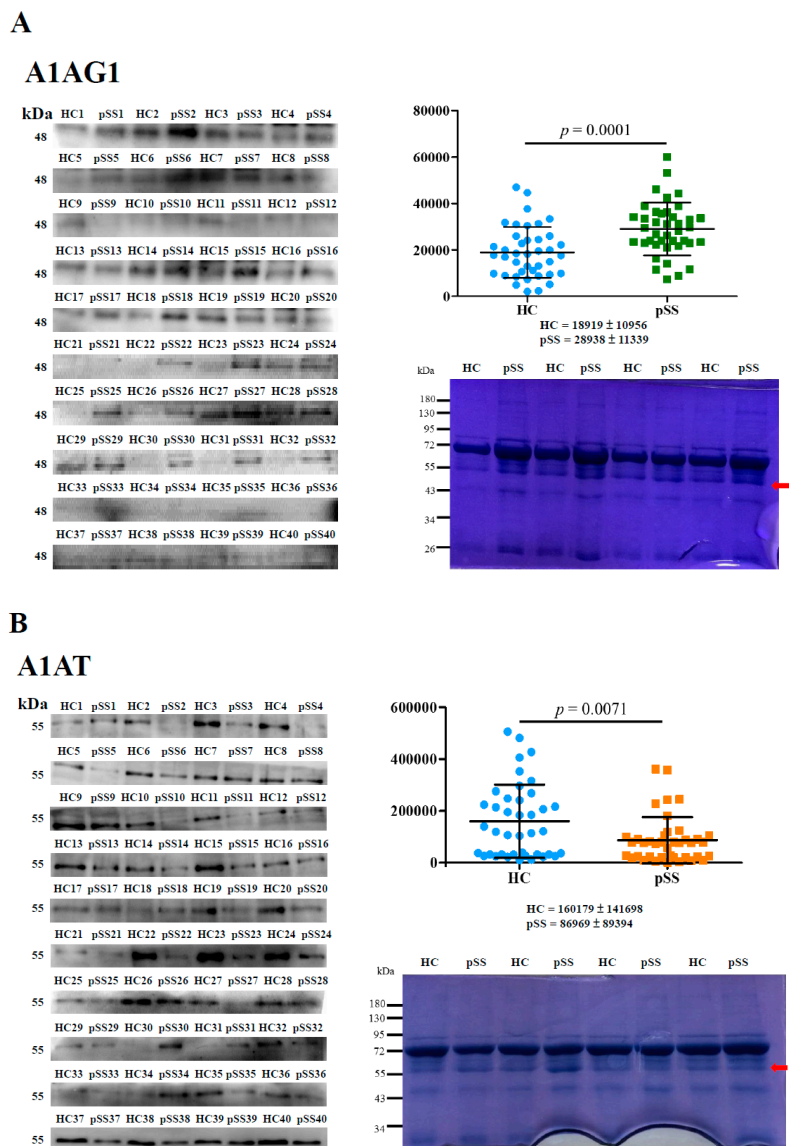 A
A1AG1
kDa HC1 pSS1 HC2 pSS2 HC3 pSS3 HC4 pSS4
48
HC5 pSS5 HC6 pSS6 HC7 pSS7 HC8 pSS8
48
HC9 pSS9 HC10 pSS10 HC11 pSS11 HC12 pSS12
48
HC13 pSS13 HC14 pSS14 HC15 pSS15 HC16 pSS16
48
HC17 pSS17 HC18 pSS18 HC19 pSS19 HC20 pSS20
48
HC21 pSS21 HC22 pSS22 HC23 pSS23 HC24 pSS24
48
HC25 pSS25 HC26 pSS26 HC27 pSS27 HC28 pSS28
48
HC29 pSS29 HC30 pSS30 HC31 pSS31 HC32 pSS32
48
HC33 pSS33 HC34 pSS34 HC35 pSS35 HC36 pSS36
48
HC37 pSS37 HC38 pSS38 HC39 pSS39 HC40 pSS40
48
80000
p = 0.0001
60000
40000
20000
0
HC pSS
HC = 18919 ± 10956
pSS = 28938 ± 11339
kDa HC pSS HC pSS HC pSS HC pSS
180
130
95
72
55
43
34
26
B
A1AT
kDa HC1 pSS1 HC2 pSS2 HC3 pSS3 HC4 pSS4
55
HC5 pSS5 HC6 pSS6 HC7 pSS7 HC8 pSS8
55
HC9 pSS9 HC10 pSS10 HC11 pSS11 HC12 pSS12
55
HC13 pSS13 HC14 pSS14 HC15 pSS15 HC16 pSS16
55
HC17 pSS17 HC18 pSS18 HC19 pSS19 HC20 pSS20
55
HC21 pSS21 HC22 pSS22 HC23 pSS23 HC24 pSS24
55
HC25 pSS25 HC26 pSS26 HC27 pSS27 HC28 pSS28
55
HC29 pSS29 HC30 pSS30 HC31 pSS31 HC32 pSS32
55
HC33 pSS33 HC34 pSS34 HC35 pSS35 HC36 pSS36
55
HC37 pSS37 HC38 pSS38 HC39 pSS39 HC40 pSS40
55
600000
p = 0.0071
400000
200000
0
HC pSS
HC = 160179 ± 141698
pSS = 86969 ± 89394
kDa HC pSS HC pSS HC pSS HC pSS
180
130
95
72
55
43
34